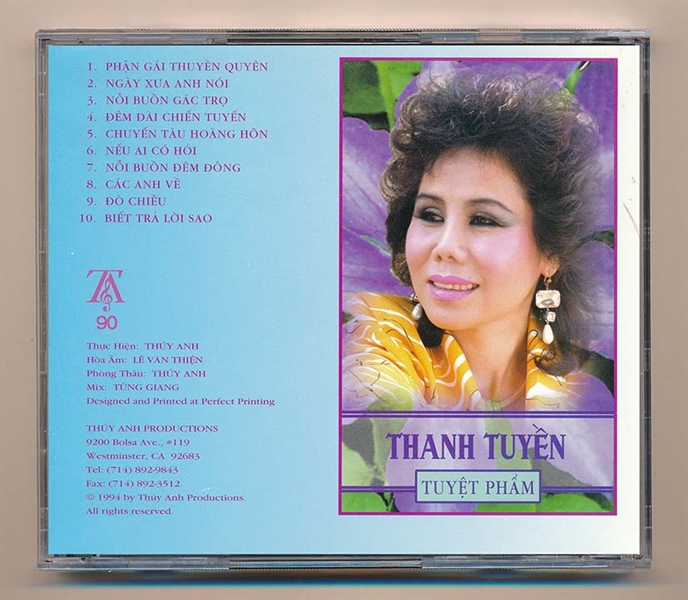 1. PHẬN GÁI THUYỀN QUYÊN
2. NGÀY XƯA ANH NÓI
3. NỖI BUỒN GÁC TRỌ
4. ĐÊM DÀI CHIẾN TUYẾN
5. CHUYẾN TÀU HOÀNG HÔN
6. NẾU AI CÓ HỎI
7. NỖI BUỒN ĐÊM ĐÔNG
8. CÁC ANH VỀ
9. ĐÒ CHIỀU
10. BIẾT TRẢ LỜI SAO
TA
90
Thực Hiện: THÚY ANH
Hòa Âm: LÊ VĂN THIỆN
Phòng Thâu: THÚY ANH
Mix: TÙNG GIANG
Designed and Printed at Perfect Printing
THÚY ANH PRODUCTIONS
9200 Bolsa Ave., #119
Westminster, CA 92683
Tel: (714) 892-9843
Fax: (714) 892-3512
© 1994 by Thúy Anh Productions.
All rights reserved.
THANH TUYỀN
TUYỆT PHẨM